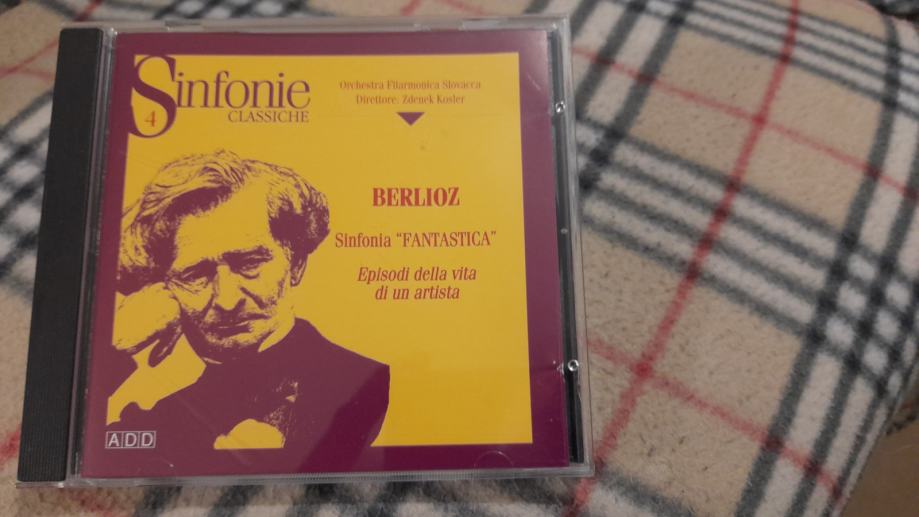 Sinfonie
CLASSICHE
4
Orchestra Filarmonica Slovacca
Direttore: Zdenek Kosler
BERLIOZ
Sinfonia "FANTASTICA"
Episodi della vita
di un artista
ADD